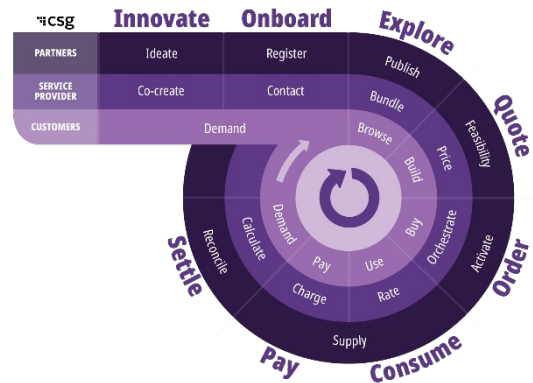 csg
Innovate
Onboard
Explore
Quote
Order
Consume
Pay
Settle
PARTNERS
Ideate
Register
Publish
Feasibility
Activate
Supply
Reconcile
SERVICE
PROVIDER
Co-create
Contact
Bundle
Price
Orchestrate
Rate
Charge
Calculate
CUSTOMERS
Demand
Browse
Build
Buy
Use
Pay
Demand